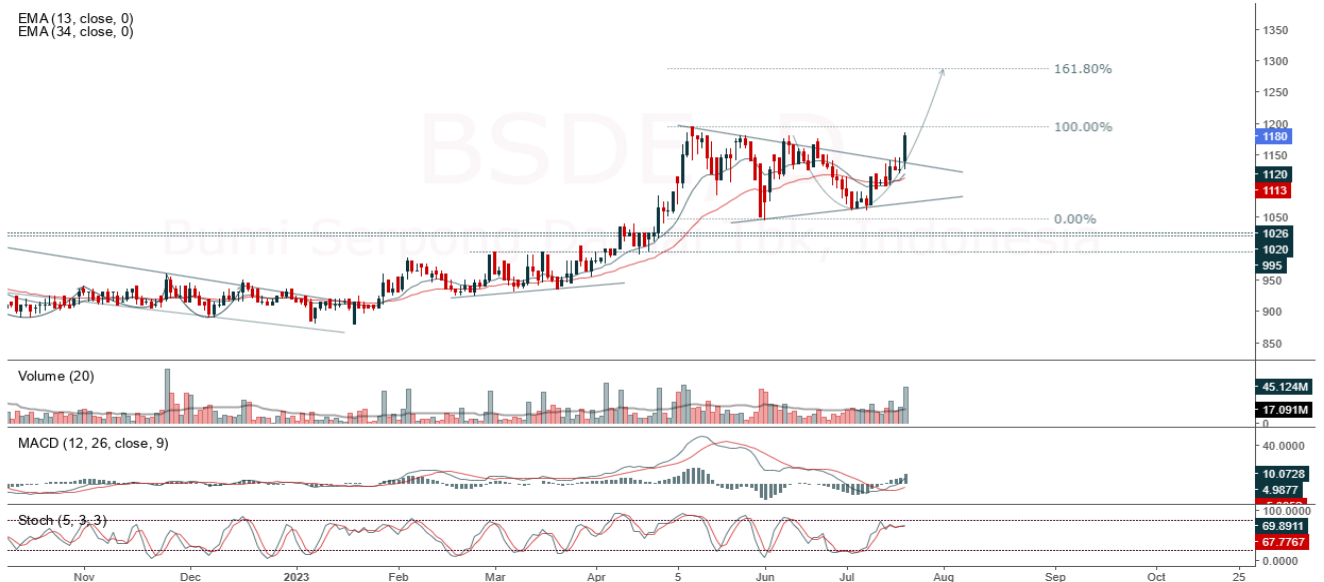 EMA (13, close, 0)
EMA (34, close, 0)
BSDE, D
1350
1300
161.80%
1250
1200
100.00%
1180
1150
1120
1113
1050
0.00%
1026
1020
995
950
900
850
Volume (20)
45.124M
17.091M
0
MACD (12, 26, close, 9)
40.0000
10.0728
4.9877
Stoch (5, 3, 3)
100.0000
69.8911
67.7767
0.0000
Nov Dec 2023 Feb Mar Apr 5 Jun Jul Aug Sep Oct 25